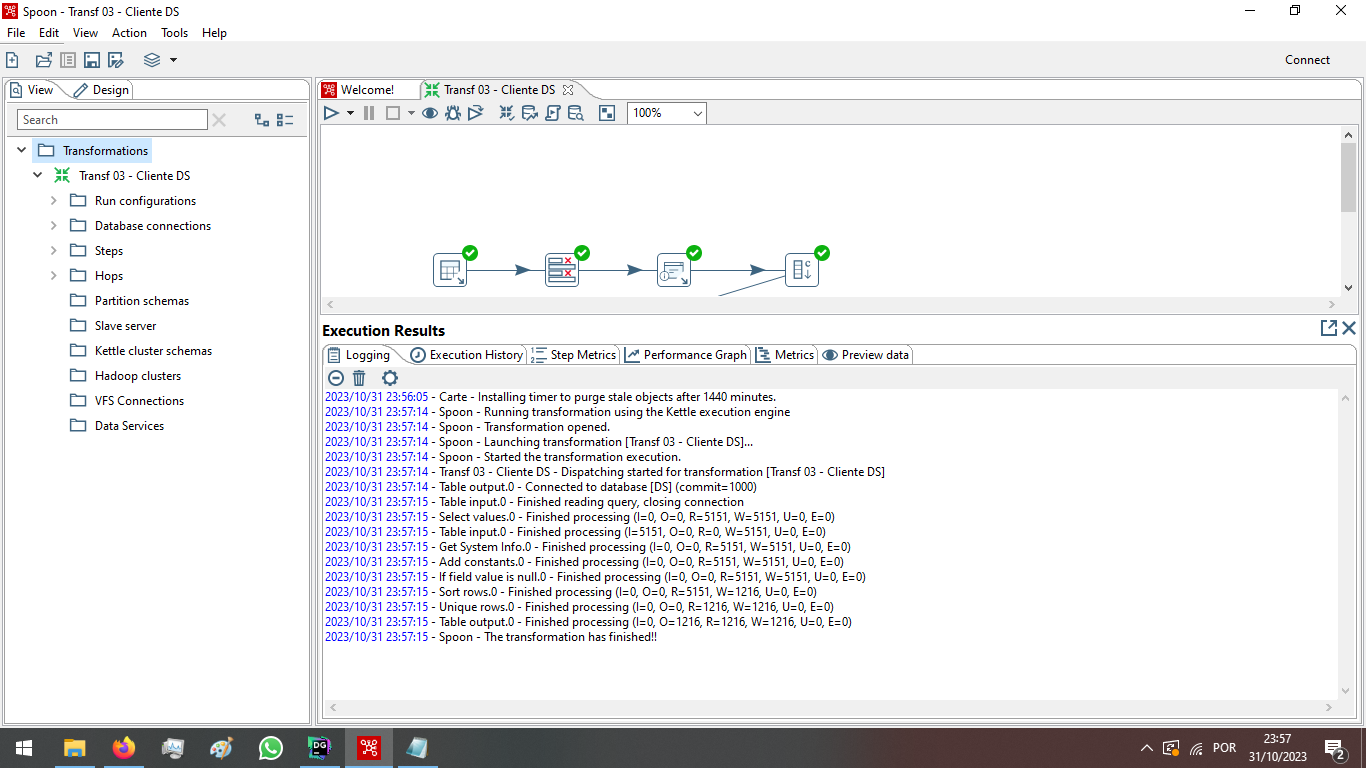 Spoon - Transf 03 - Cliente DS
File Edit View Action Tools Help
Connect
View Design
Search
Transformations
Transf 03 - Cliente DS
Run configurations
Database connections
Steps
Hops
Partition schemas
Slave server
Kettle cluster schemas
Hadoop clusters
VFS Connections
Data Services
Welcome! Transf 03 - Cliente DS
100%
Execution Results
Logging Execution History Step Metrics Performance Graph Metrics Preview data
2023/10/31 23:56:05 - Carte - Installing timer to purge stale objects after 1440 minutes.
2023/10/31 23:57:14 - Spoon - Running transformation using the Kettle execution engine
2023/10/31 23:57:14 - Spoon - Transformation opened.
2023/10/31 23:57:14 - Spoon - Launching transformation [Transf 03 - Cliente DS]...
2023/10/31 23:57:14 - Spoon - Started the transformation execution.
2023/10/31 23:57:14 - Transf 03 - Cliente DS - Dispatching started for transformation [Transf 03 - Cliente DS]
2023/10/31 23:57:14 - Table output.0 - Connected to database [DS] (commit=1000)
2023/10/31 23:57:15 - Table input.0 - Finished reading query, closing connection
2023/10/31 23:57:15 - Select values.0 - Finished processing (I=0, O=0, R=5151, W=5151, U=0, E=0)
2023/10/31 23:57:15 - Table input.0 - Finished processing (I=5151, O=0, R=0, W=5151, U=0, E=0)
2023/10/31 23:57:15 - Get System Info.0 - Finished processing (I=0, O=0, R=5151, W=5151, U=0, E=0)
2023/10/31 23:57:15 - Add constants.0 - Finished processing (I=0, O=0, R=5151, W=5151, U=0, E=0)
2023/10/31 23:57:15 - If field value is null.0 - Finished processing (I=0, O=0, R=5151, W=5151, U=0, E=0)
2023/10/31 23:57:15 - Sort rows.0 - Finished processing (I=0, O=0, R=5151, W=1216, U=0, E=0)
2023/10/31 23:57:15 - Unique rows.0 - Finished processing (I=0, O=0, R=1216, W=1216, U=0, E=0)
2023/10/31 23:57:15 - Table output.0 - Finished processing (I=0, O=1216, R=1216, W=1216, U=0, E=0)
2023/10/31 23:57:15 - Spoon - The transformation has finished!!
DG
POR
23:57
31/10/2023
2